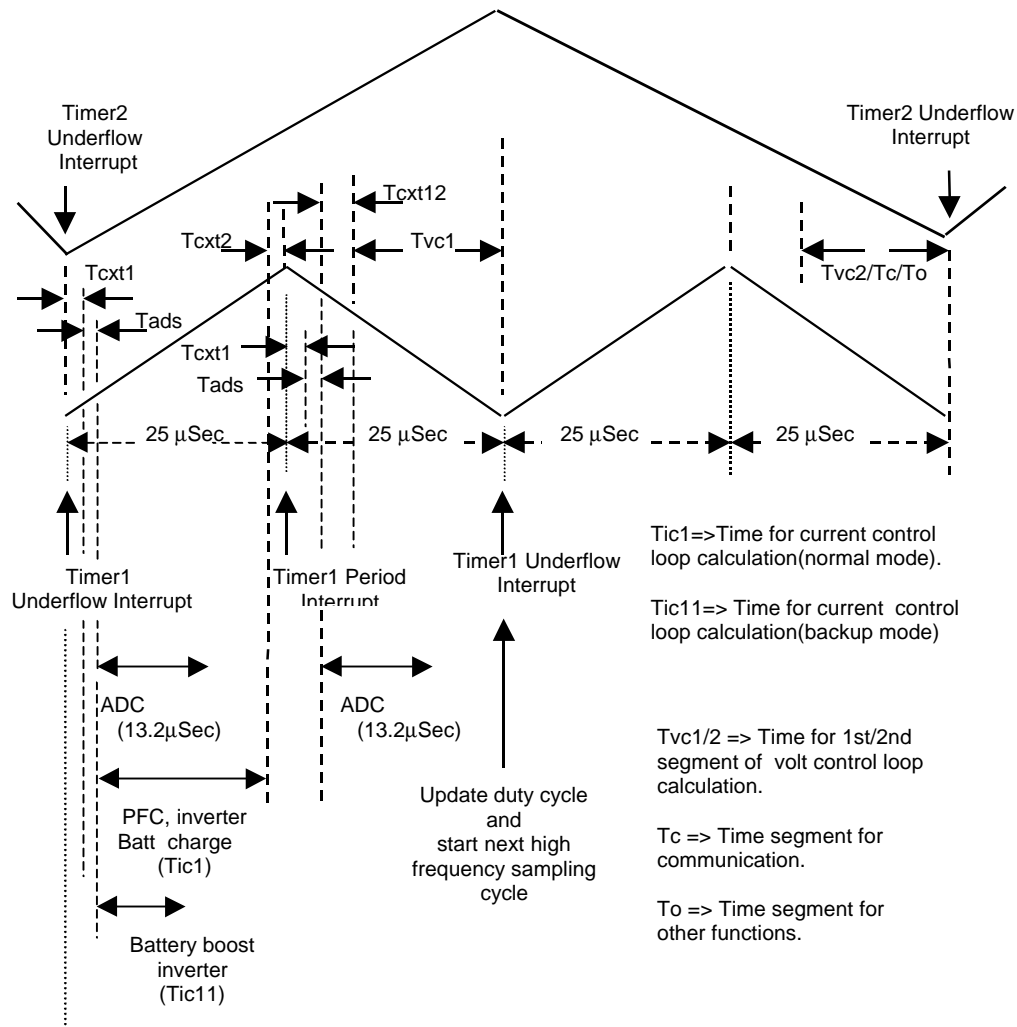 Timer2
Underflow
Interrupt
Timer2 Underflow
Interrupt
Tcxt12
Tcxt2
Tvc1
Tcxt1
Tvc2/Tc/To
Tads
Tcxt1
Tads
25 μSec
25 μSec
25 μSec
25 μSec
Timer1
Underflow Interrupt
Timer1 Period
Interrupt
Timer1 Underflow
Interrupt
Tic1=>Time for current control
loop calculation(normal mode).
Tic11=> Time for current control
loop calculation(backup mode)
ADC
(13.2μSec)
ADC
(13.2μSec)
Tvc1/2 => Time for 1st/2nd
segment of volt control loop
calculation.
PFC, inverter
Batt charge
(Tic1)
Update duty cycle
and
start next high
frequency sampling
cycle
Tc => Time segment for
communication.
To => Time segment for
other functions.
Battery boost
inverter
(Tic11)